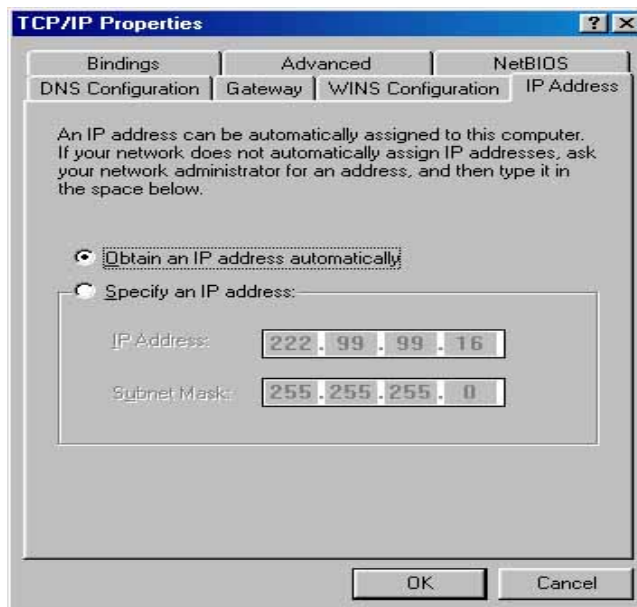 TCP/IP Properties
? ×
Bindings Advanced NetBIOS
DNS Configuration Gateway WINS Configuration IP Address
An IP address can be automatically assigned to this computer.
If your network does not automatically assign IP addresses, ask
your network administrator for an address, and then type it in
the space below.
Obtain an IP address automatically
Specify an IP address:
IP Address: 222 . 99 . 99 . 16
Subnet Mask: 255 . 255 . 255 . 0
OK Cancel